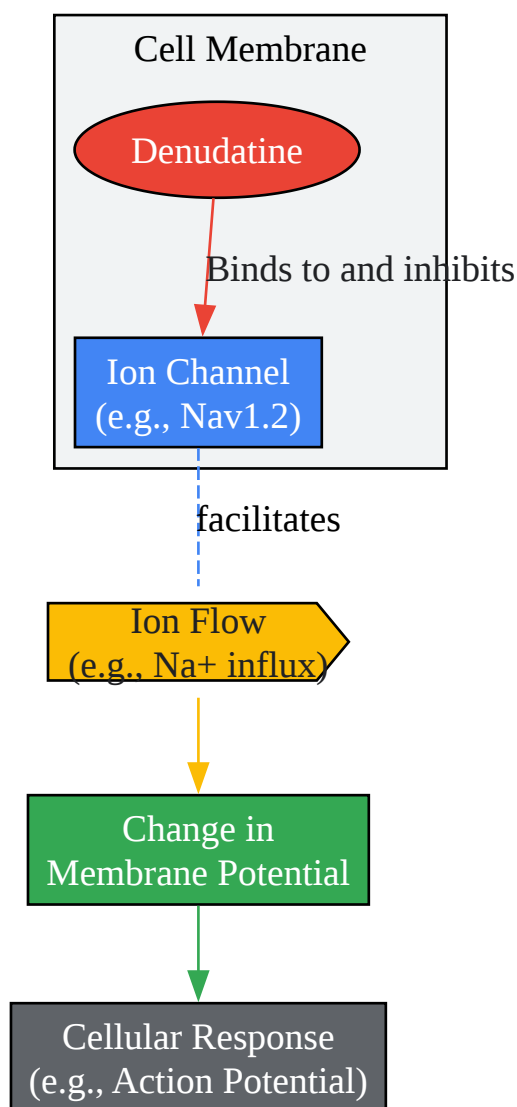 Cell Membrane
Denudatine
Binds to and inhibits
Ion Channel
(e.g., Nav1.2)
facilitates
Ion Flow
(e.g., Na+ influx)
Change in
Membrane Potential
Cellular Response
(e.g., Action Potential)